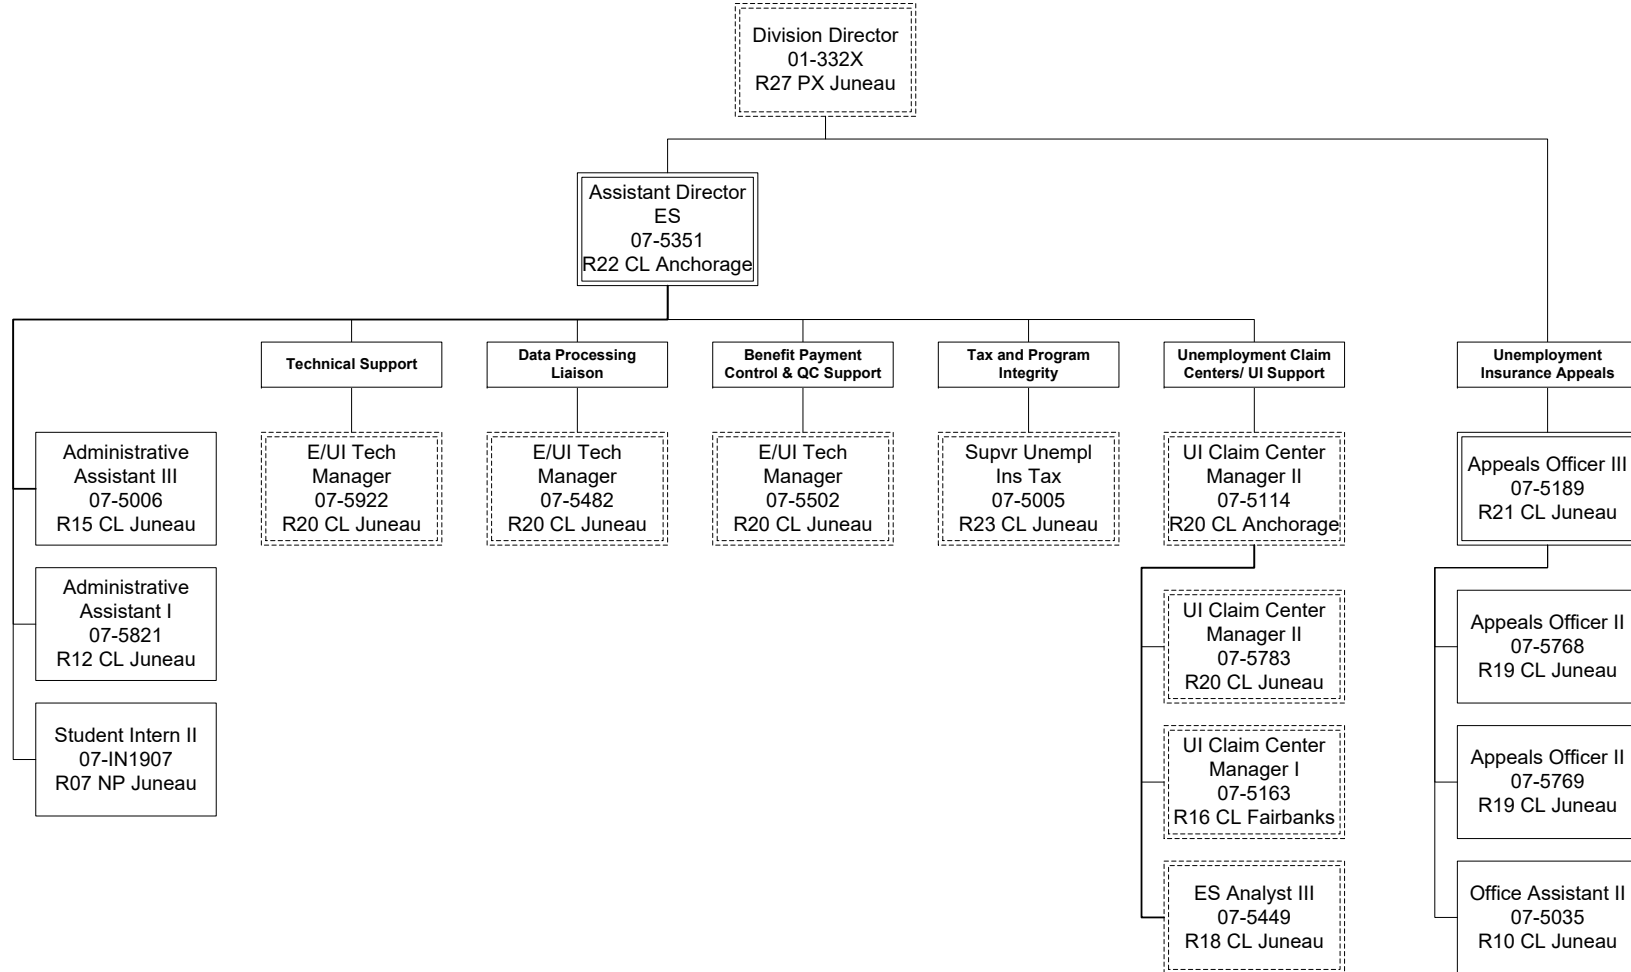 Division Director
01-332X
R27 PX Juneau
Assistant Director
ES
07-5351
R22 CL Anchorage
Technical Support
Data Processing
Liaison
Benefit Payment
Control & QC Support
Tax and Program
Integrity
Unemployment Claim
Centers/ UI Support
Unemployment
Insurance Appeals
Administrative
Assistant III
07-5006
R15 CL Juneau
E/UI Tech
Manager
07-5922
R20 CL Juneau
E/UI Tech
Manager
07-5482
R20 CL Juneau
E/UI Tech
Manager
07-5502
R20 CL Juneau
Supvr Unempl
Ins Tax
07-5005
R23 CL Juneau
UI Claim Center
Manager II
07-5114
R20 CL Anchorage
Appeals Officer III
07-5189
R21 CL Juneau
Administrative
Assistant I
07-5821
R12 CL Juneau
UI Claim Center
Manager II
07-5783
R20 CL Juneau
Appeals Officer II
07-5768
R19 CL Juneau
Student Intern II
07-IN1907
R07 NP Juneau
UI Claim Center
Manager I
07-5163
R16 CL Fairbanks
Appeals Officer II
07-5769
R19 CL Juneau
ES Analyst III
07-5449
R18 CL Juneau
Office Assistant II
07-5035
R10 CL Juneau